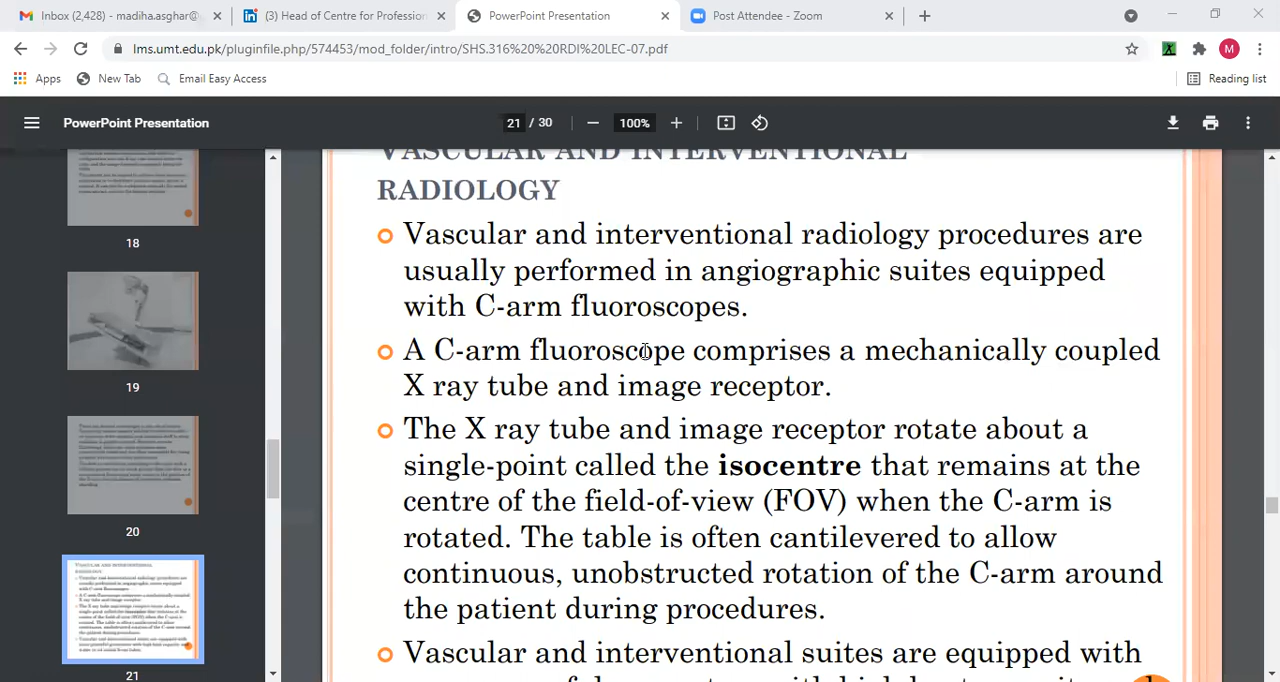 Inbox (2,428) - madiha.asghar@
(3) Head of Centre for Profession
PowerPoint Presentation
Post Attendee - Zoom
lms.umt.edu.pk/pluginfile.php/574453/mod_folder/intro/SHS.316%20%20RDI%20LEC-07.pdf
M
Apps
New Tab
Email Easy Access
Reading list
PowerPoint Presentation
21 / 30
100%
VASCULAR AND INTERVENTIONAL
RADIOLOGY
Vascular and interventional radiology procedures are
usually performed in angiographic suites equipped
with C-arm fluoroscopes.
A C-arm fluoroscope comprises a mechanically coupled
X ray tube and image receptor.
The X ray tube and image receptor rotate about a
single-point called the isocentre that remains at the
centre of the field-of-view (FOV) when the C-arm is
rotated. The table is often cantilevered to allow
continuous, unobstructed rotation of the C-arm around
the patient during procedures.
Vascular and interventional suites are equipped with
18
19
20
21